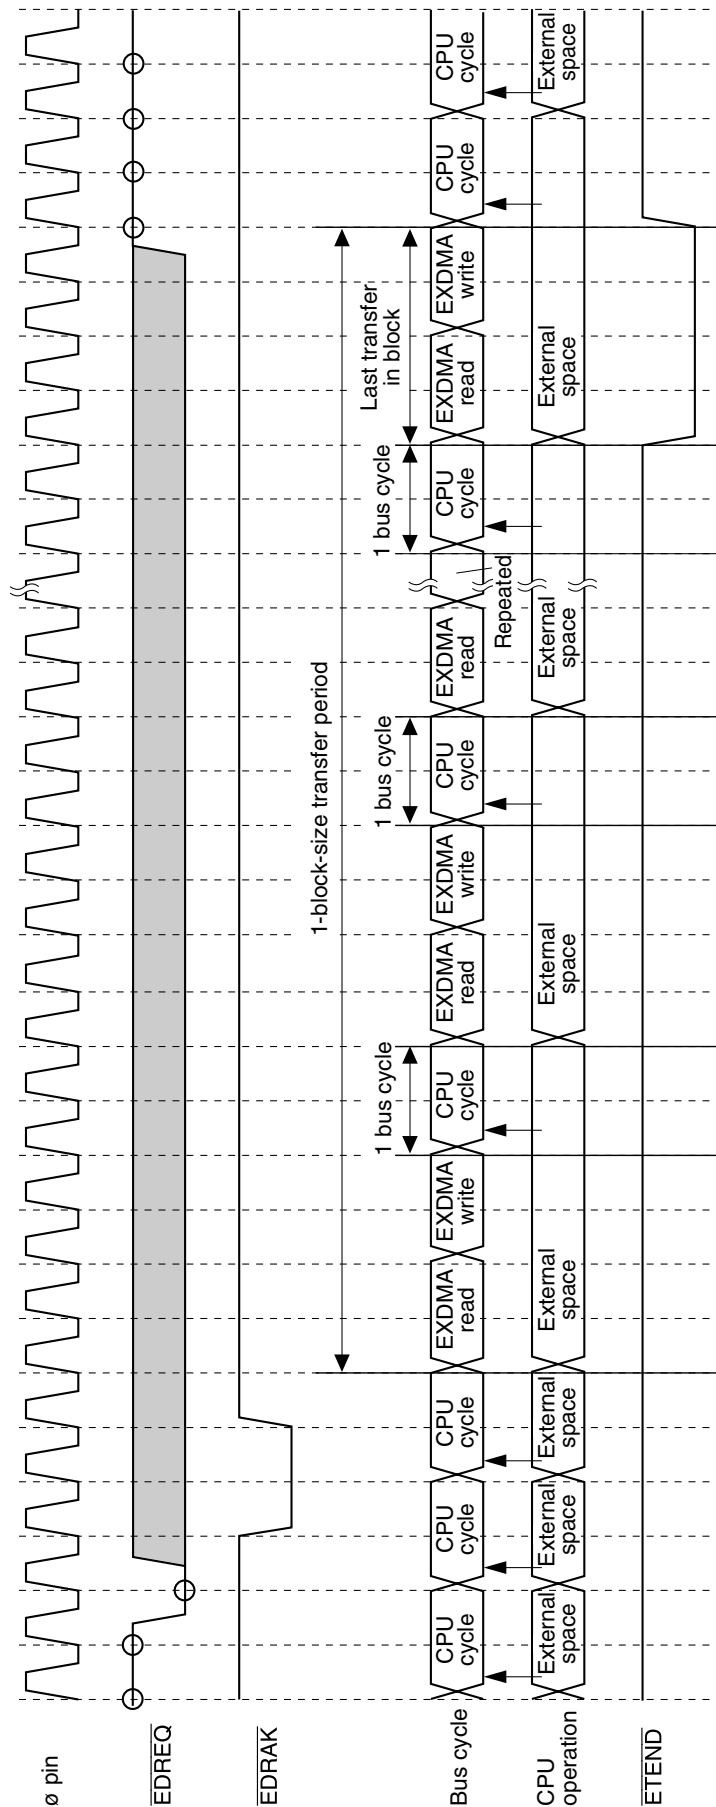 ø pin
EDREQ
EDRAK
1-block-size transfer period
1 bus cycle
1 bus cycle
1 bus cycle
Last transfer
in block
Bus cycle
CPU
cycle
CPU
cycle
CPU
cycle
EXDMA
read
EXDMA
write
CPU
cycle
EXDMA
read
EXDMA
write
CPU
cycle
EXDMA
read
Repeated
CPU
cycle
EXDMA
read
EXDMA
write
CPU
cycle
CPU
cycle
CPU
operation
External
space
External
space
External
space
External
space
External
space
External
space
External
space
External
space
ETEND